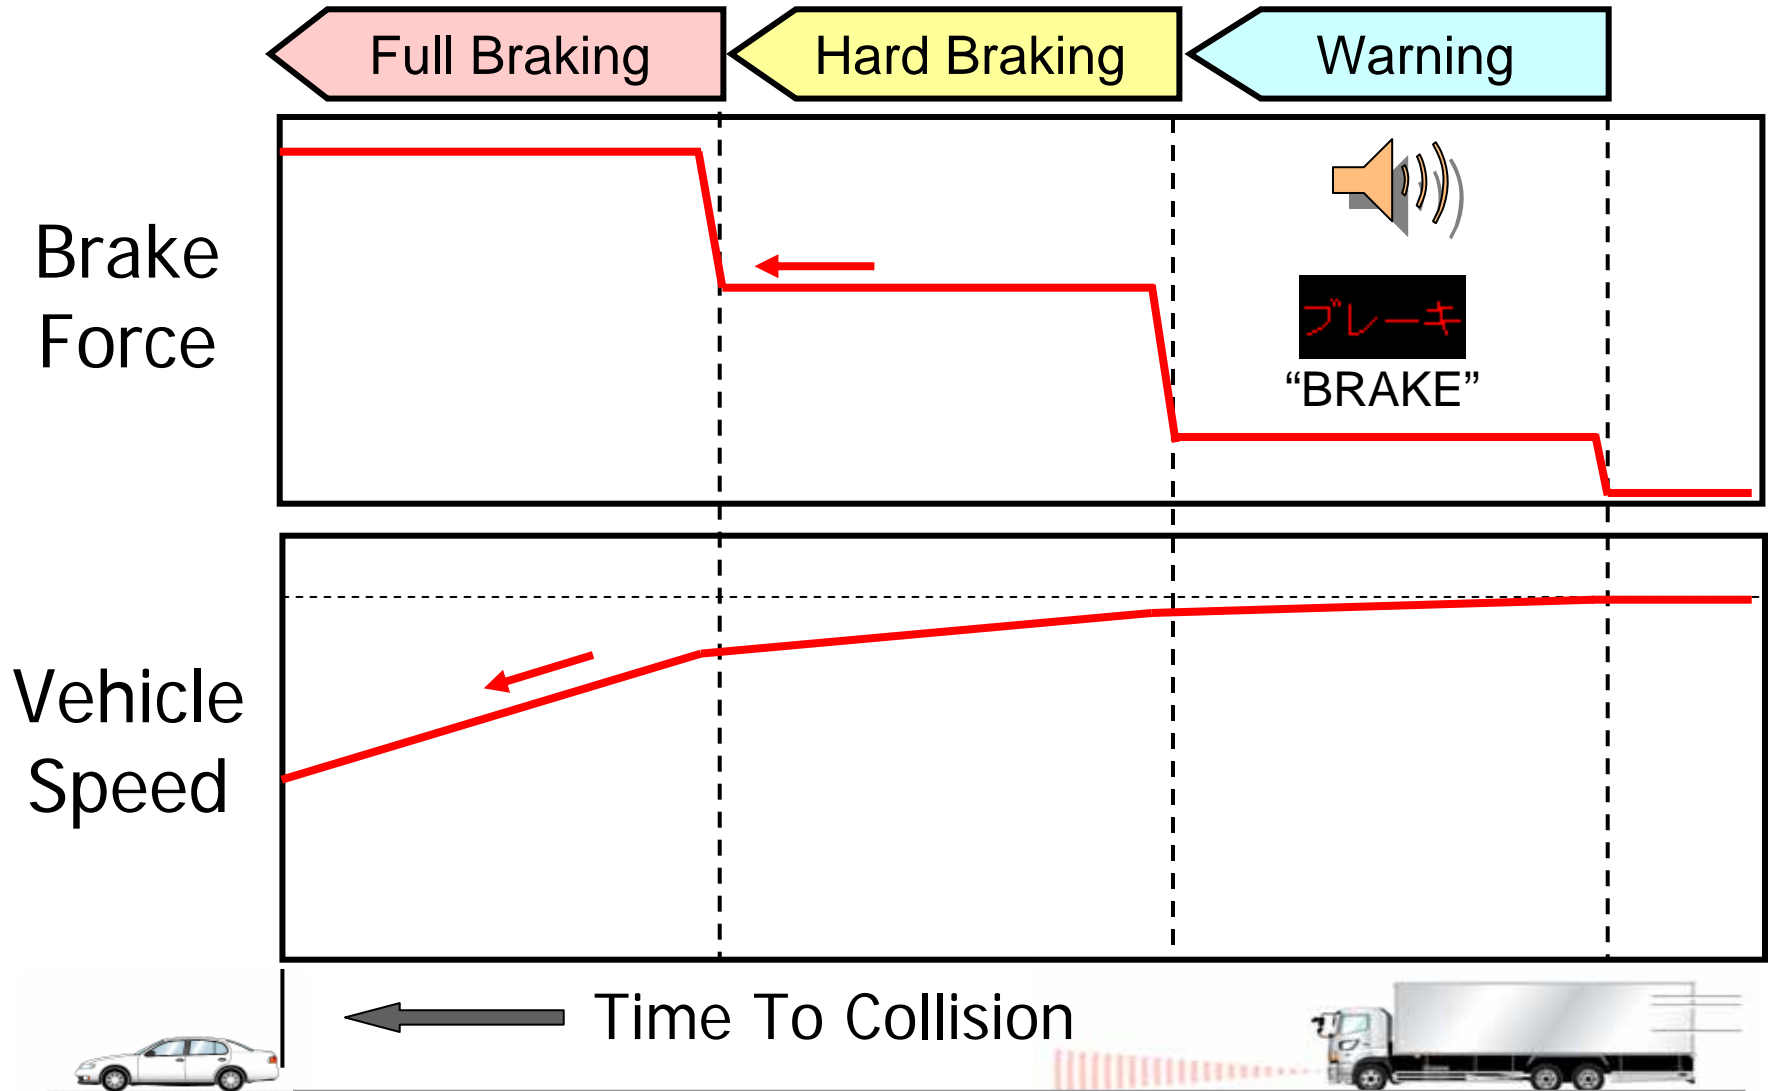 Full Braking
Hard Braking
Warning
Brake
Force
ブレーキ
“BRAKE”
Vehicle
Speed
Time To Collision